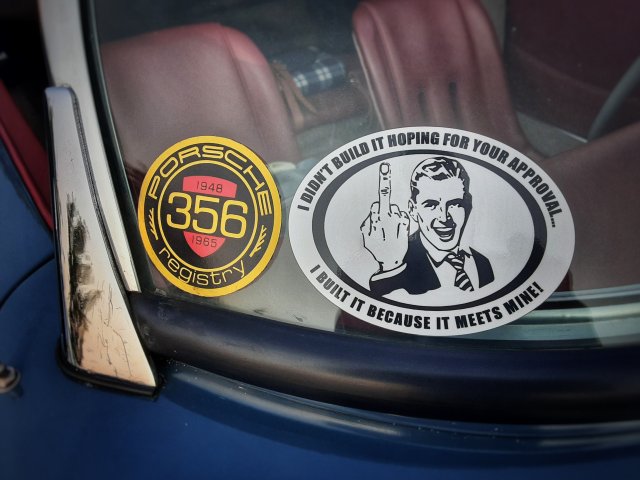 PORSCHE
1948
356
1965
registry
I DIDN'T BUILD IT HOPING FOR YOUR APPROVAL...
I BUILT IT BECAUSE IT MEETS MINE!